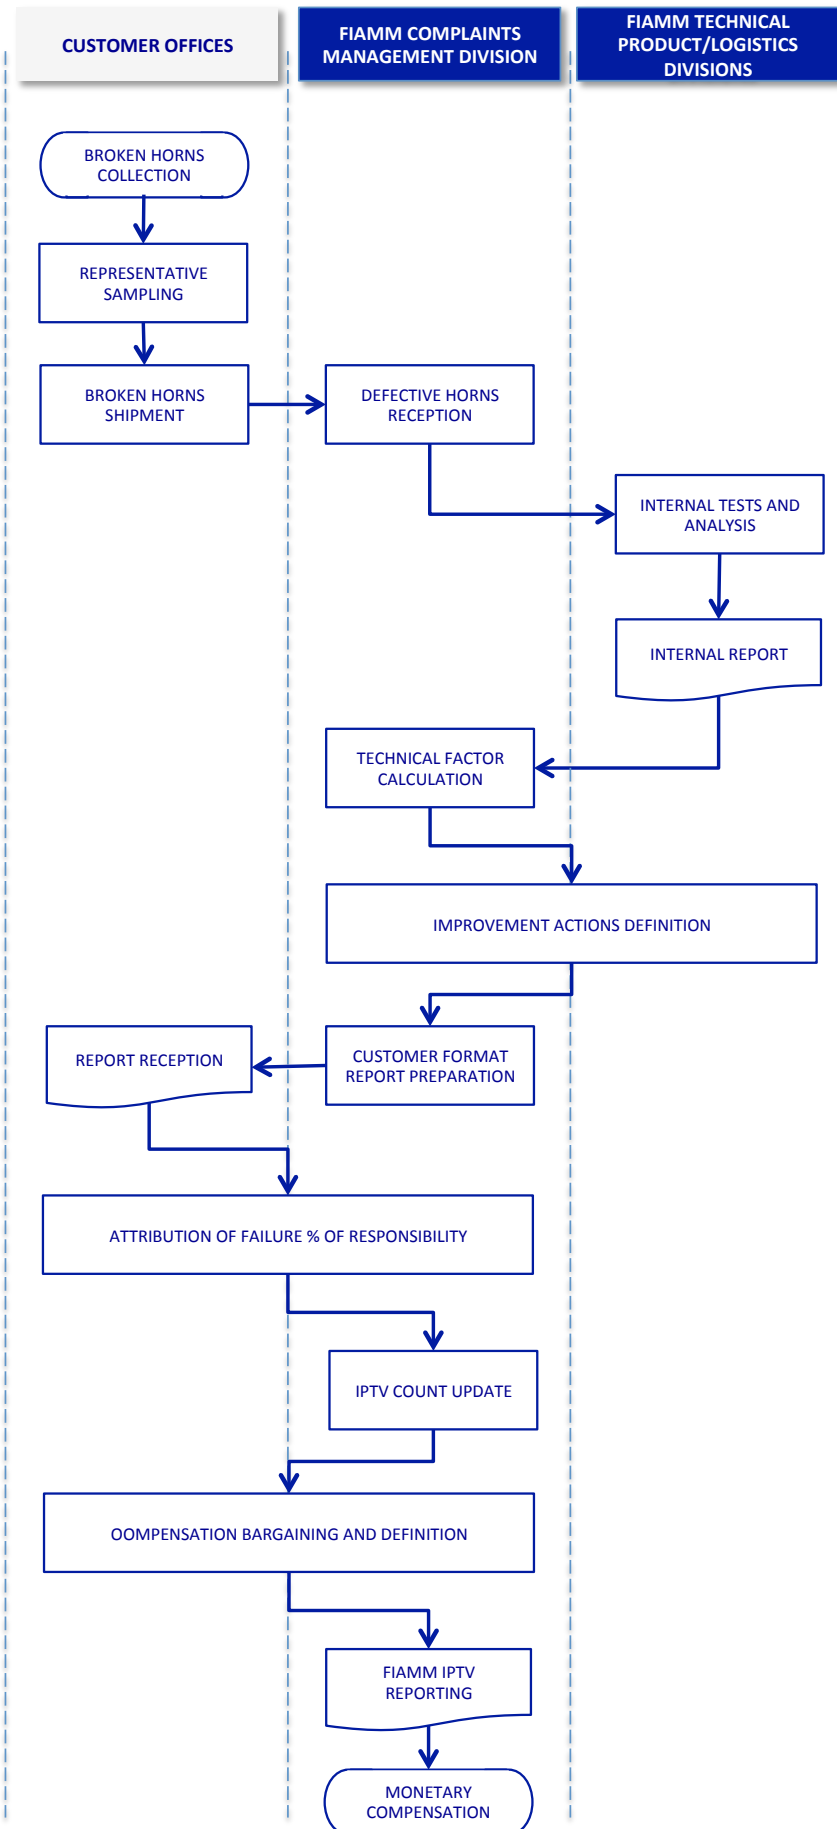 CUSTOMER OFFICES
FIAMM COMPLAINTS
MANAGEMENT DIVISION
FIAMM TECHNICAL
PRODUCT/LOGISTICS
DIVISIONS
BROKEN HORNS
COLLECTION
REPRESENTATIVE
SAMPLING
BROKEN HORNS
SHIPMENT
DEFECTIVE HORNS
RECEPTION
INTERNAL TESTS AND
ANALYSIS
INTERNAL REPORT
TECHNICAL FACTOR
CALCULATION
IMPROVEMENT ACTIONS DEFINITION
REPORT RECEPTION
CUSTOMER FORMAT
REPORT PREPARATION
ATTRIBUTION OF FAILURE % OF RESPONSIBILITY
IPTV COUNT UPDATE
OOMPENSATION BARGAINING AND DEFINITION
FIAMM IPTV
REPORTING
MONETARY
COMPENSATION